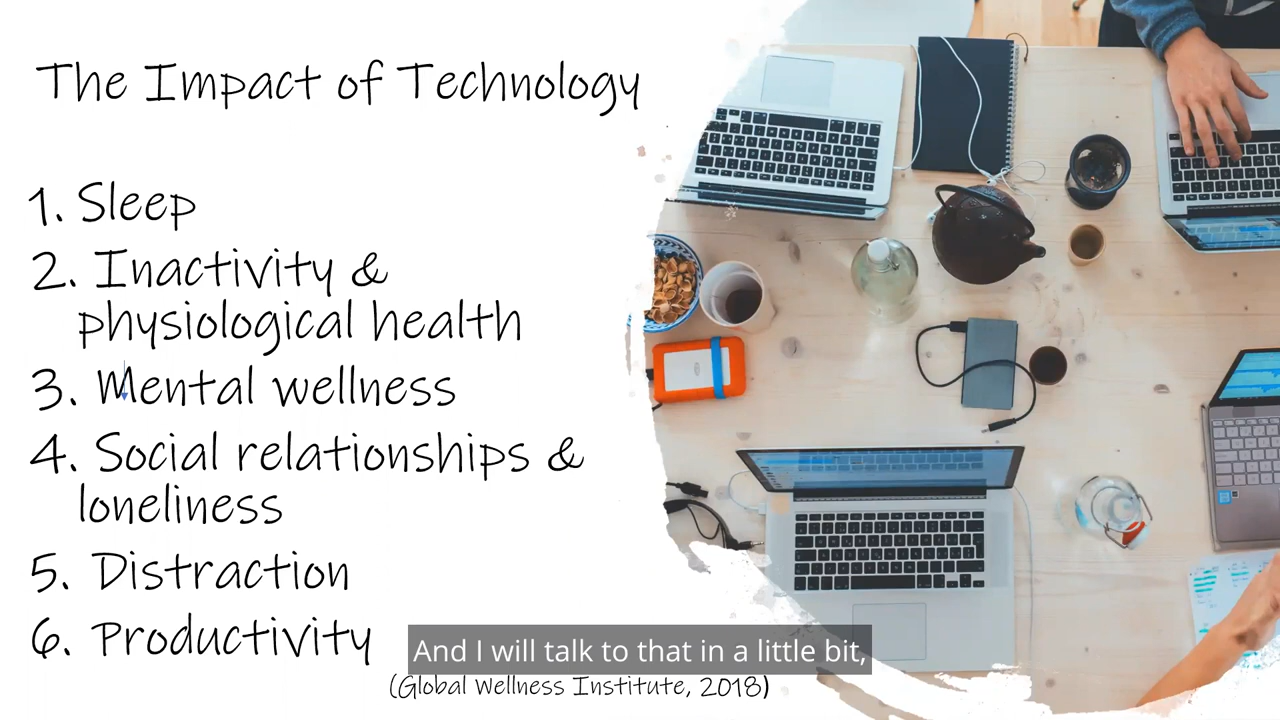 The Impact of Technology
1. Sleep
2. Inactivity &
physiological health
3. Mental wellness
4. Social relationships &
loneliness
5. Distraction
6. Productivity
And I will talk to that in a little bit,
(Global Wellness Institute, 2018)